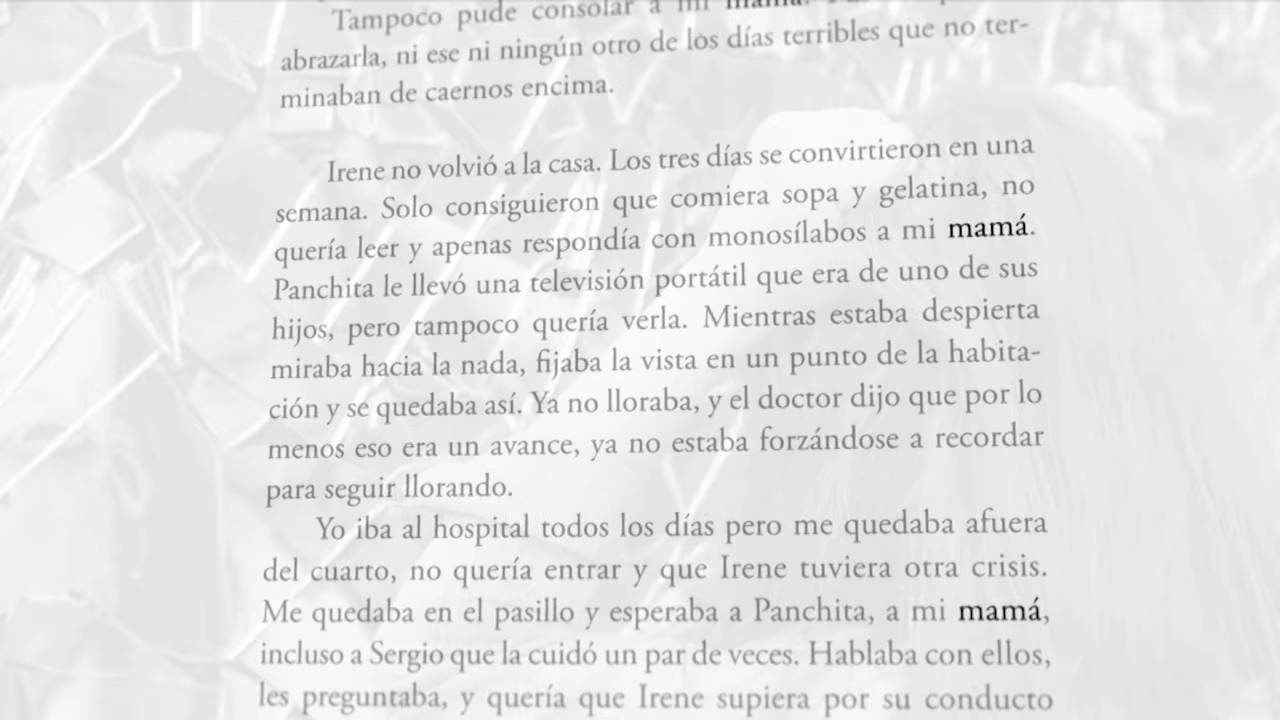 Tampoco pude consolar a mi mamá.
abrazarla, ni ese ni ningún otro de los días terribles que no ter-
minaban de caernos encima.
Irene no volvió a la casa. Los tres días se convirtieron en una
semana. Solo consiguieron que comiera sopa y gelatina, no
quería leer y apenas respondía con monosílabos a mi mamá.
Panchita le llevó una televisión portátil que era de uno de sus
hijos, pero tampoco quería verla. Mientras estaba despierta
miraba hacia la nada, fijaba la vista en un punto de la habita-
ción y se quedaba así. Ya no lloraba, y el doctor dijo que por lo
menos eso era un avance, ya no estaba forzándose a recordar
para seguir llorando.
Yo iba al hospital todos los días pero me quedaba afuera
del cuarto, no quería entrar y que Irene tuviera otra crisis.
Me quedaba en el pasillo y esperaba a Panchita, a mi mamá,
incluso a Sergio que la cuidó un par de veces. Hablaba con ellos,
les preguntaba, y quería que Irene supiera por su conducto